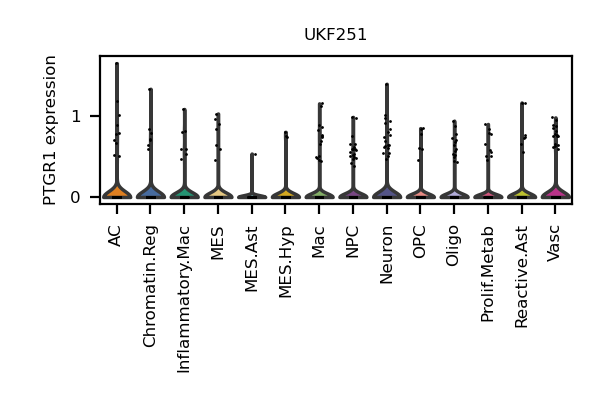 UKF251
PTGR1 expression
1
0
AC
Chromatin.Reg
Inflammatory.Mac
MES
MES.Ast
MES.Hyp
Mac
NPC
Neuron
OPC
Oligo
Prolif.Metab
Reactive.Ast
Vasc